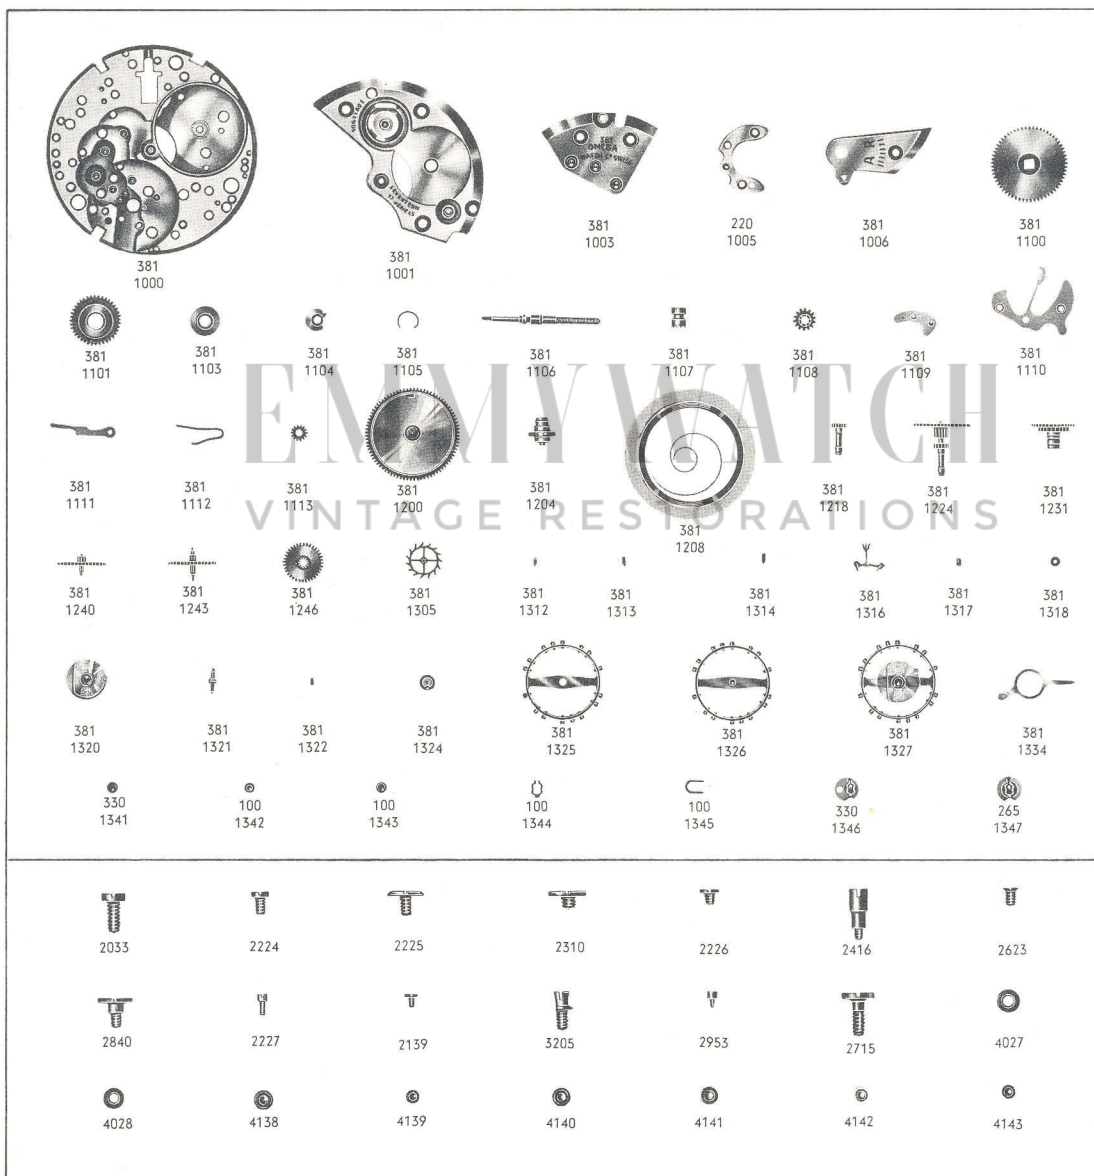 381
OMEGA
WATCH Co SWISS
A R
381 381 381 220 381 381
1000 1001 1003 1005 1006 1100
381 381 381 381 381 381 381 381 381
1101 1103 1104 1105 1106 1107 1108 1109 1110
EMMYWATCH
381 381 381 381 381 381 381 381 381
1111 1112 1113 1200 1204 1208 1218 1224 1231
VINTAGE RESTORATIONS
381 381 381 381 381 381 381 381 381 381
1240 1243 1246 1305 1312 1313 1314 1316 1317 1318
381 381 381 381 381 381 381 381
1320 1321 1322 1324 1325 1326 1327 1334
330 100 100 100 100 330 265
1341 1342 1343 1344 1345 1346 1347
2033 2224 2225 2310 2226 2416 2623
2840 2227 2139 3205 2953 2715 4027
4028 4138 4139 4140 4141 4142 4143